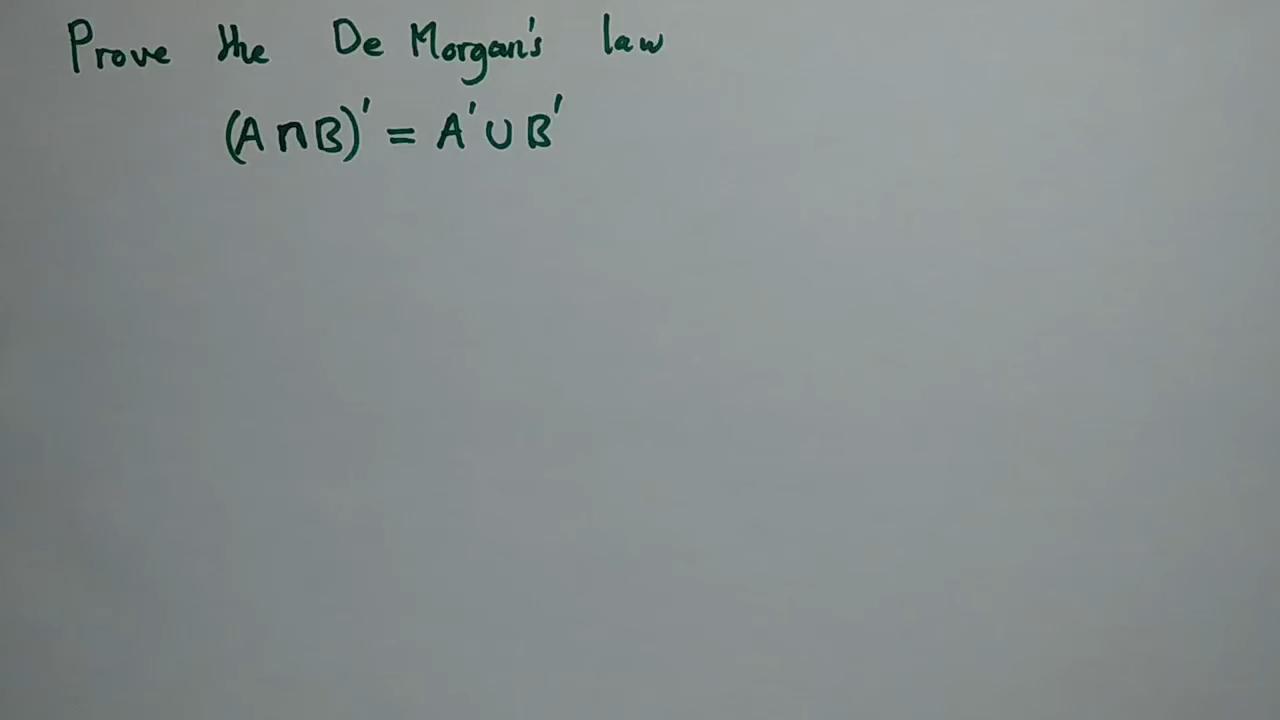 Prove the De Morgan's law
(A∩B)' = A'∪B'